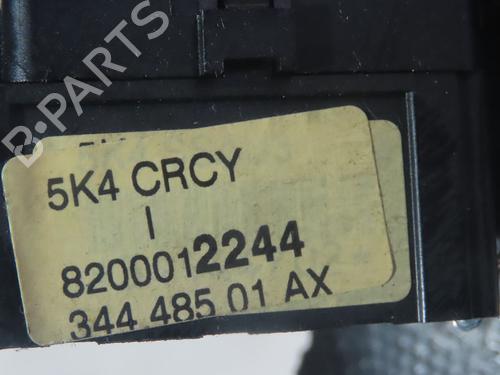 B-PARTS
5K4 CRCY
I
8200012244
344 485 01 AX